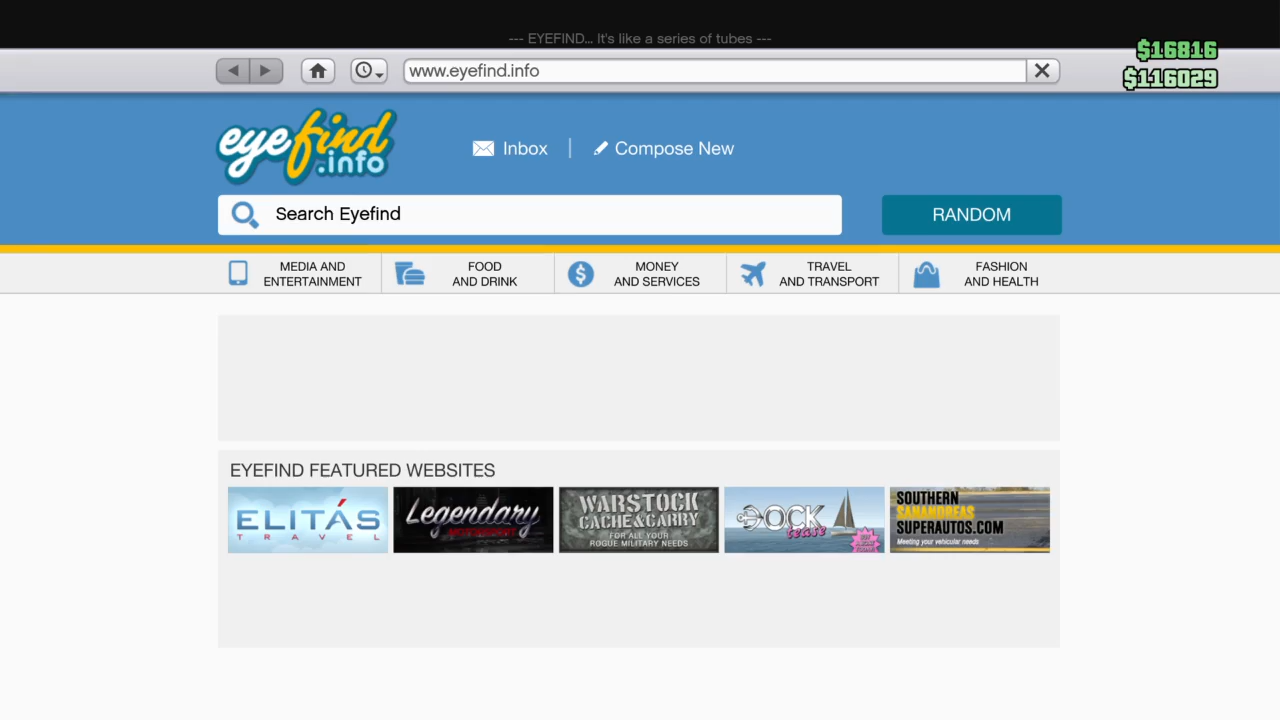 --- EYEFIND... It's like a series of tubes ---
$16816
www.eyefind.info
$116029
eyefind
.info
Inbox
Compose New
Search Eyefind
RANDOM
MEDIA AND
ENTERTAINMENT
FOOD
AND DRINK
MONEY
AND SERVICES
TRAVEL
AND TRANSPORT
FASHION
AND HEALTH
EYEFIND FEATURED WEBSITES
ELITÁS
TRAVEL
Legendary
MOTORSPORT
WARSTOCK
CACHE&CARRY
FOR ALL YOUR
ROGUE MILITARY NEEDS
DOCK
tease
SOUTHERN
SANANDREAS
SUPERAUTOS.COM
Meeting your vehicular needs